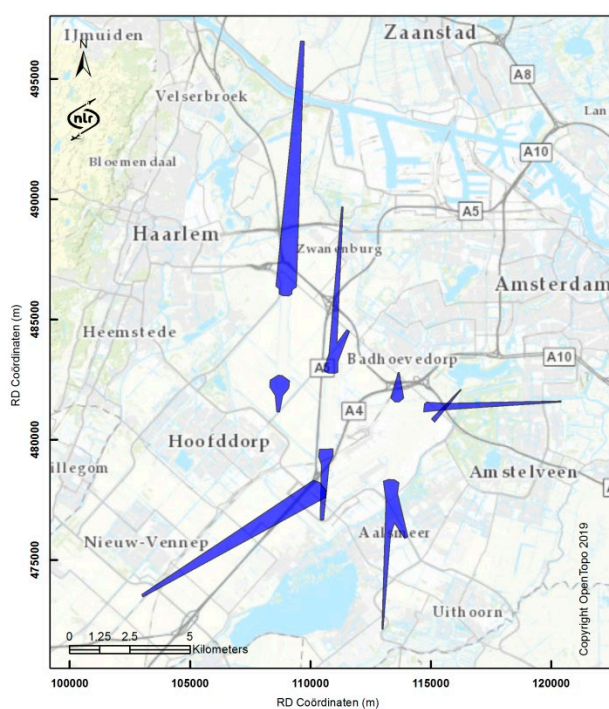 IJmuiden
Zaanstad
N
A8
495000
Velserbroek
nlr
Lan
A10
Bloemendaal
490000
A5
Haarlem
Zwanenburg
Amsterdam
485000
Heemstede
Badhoevedorp
A10
A5
RD Coördinaten (m)
A4
480000
Hoofddorp
illegom
Amstelveen
A
Nieuw-Vennep
Aalsmeer
475000
Uithoorn
Copyright OpenTopo 2019
0 1.25 2.5 5
Kilometers
100000 105000 110000 115000 120000
RD Coördinaten (m)